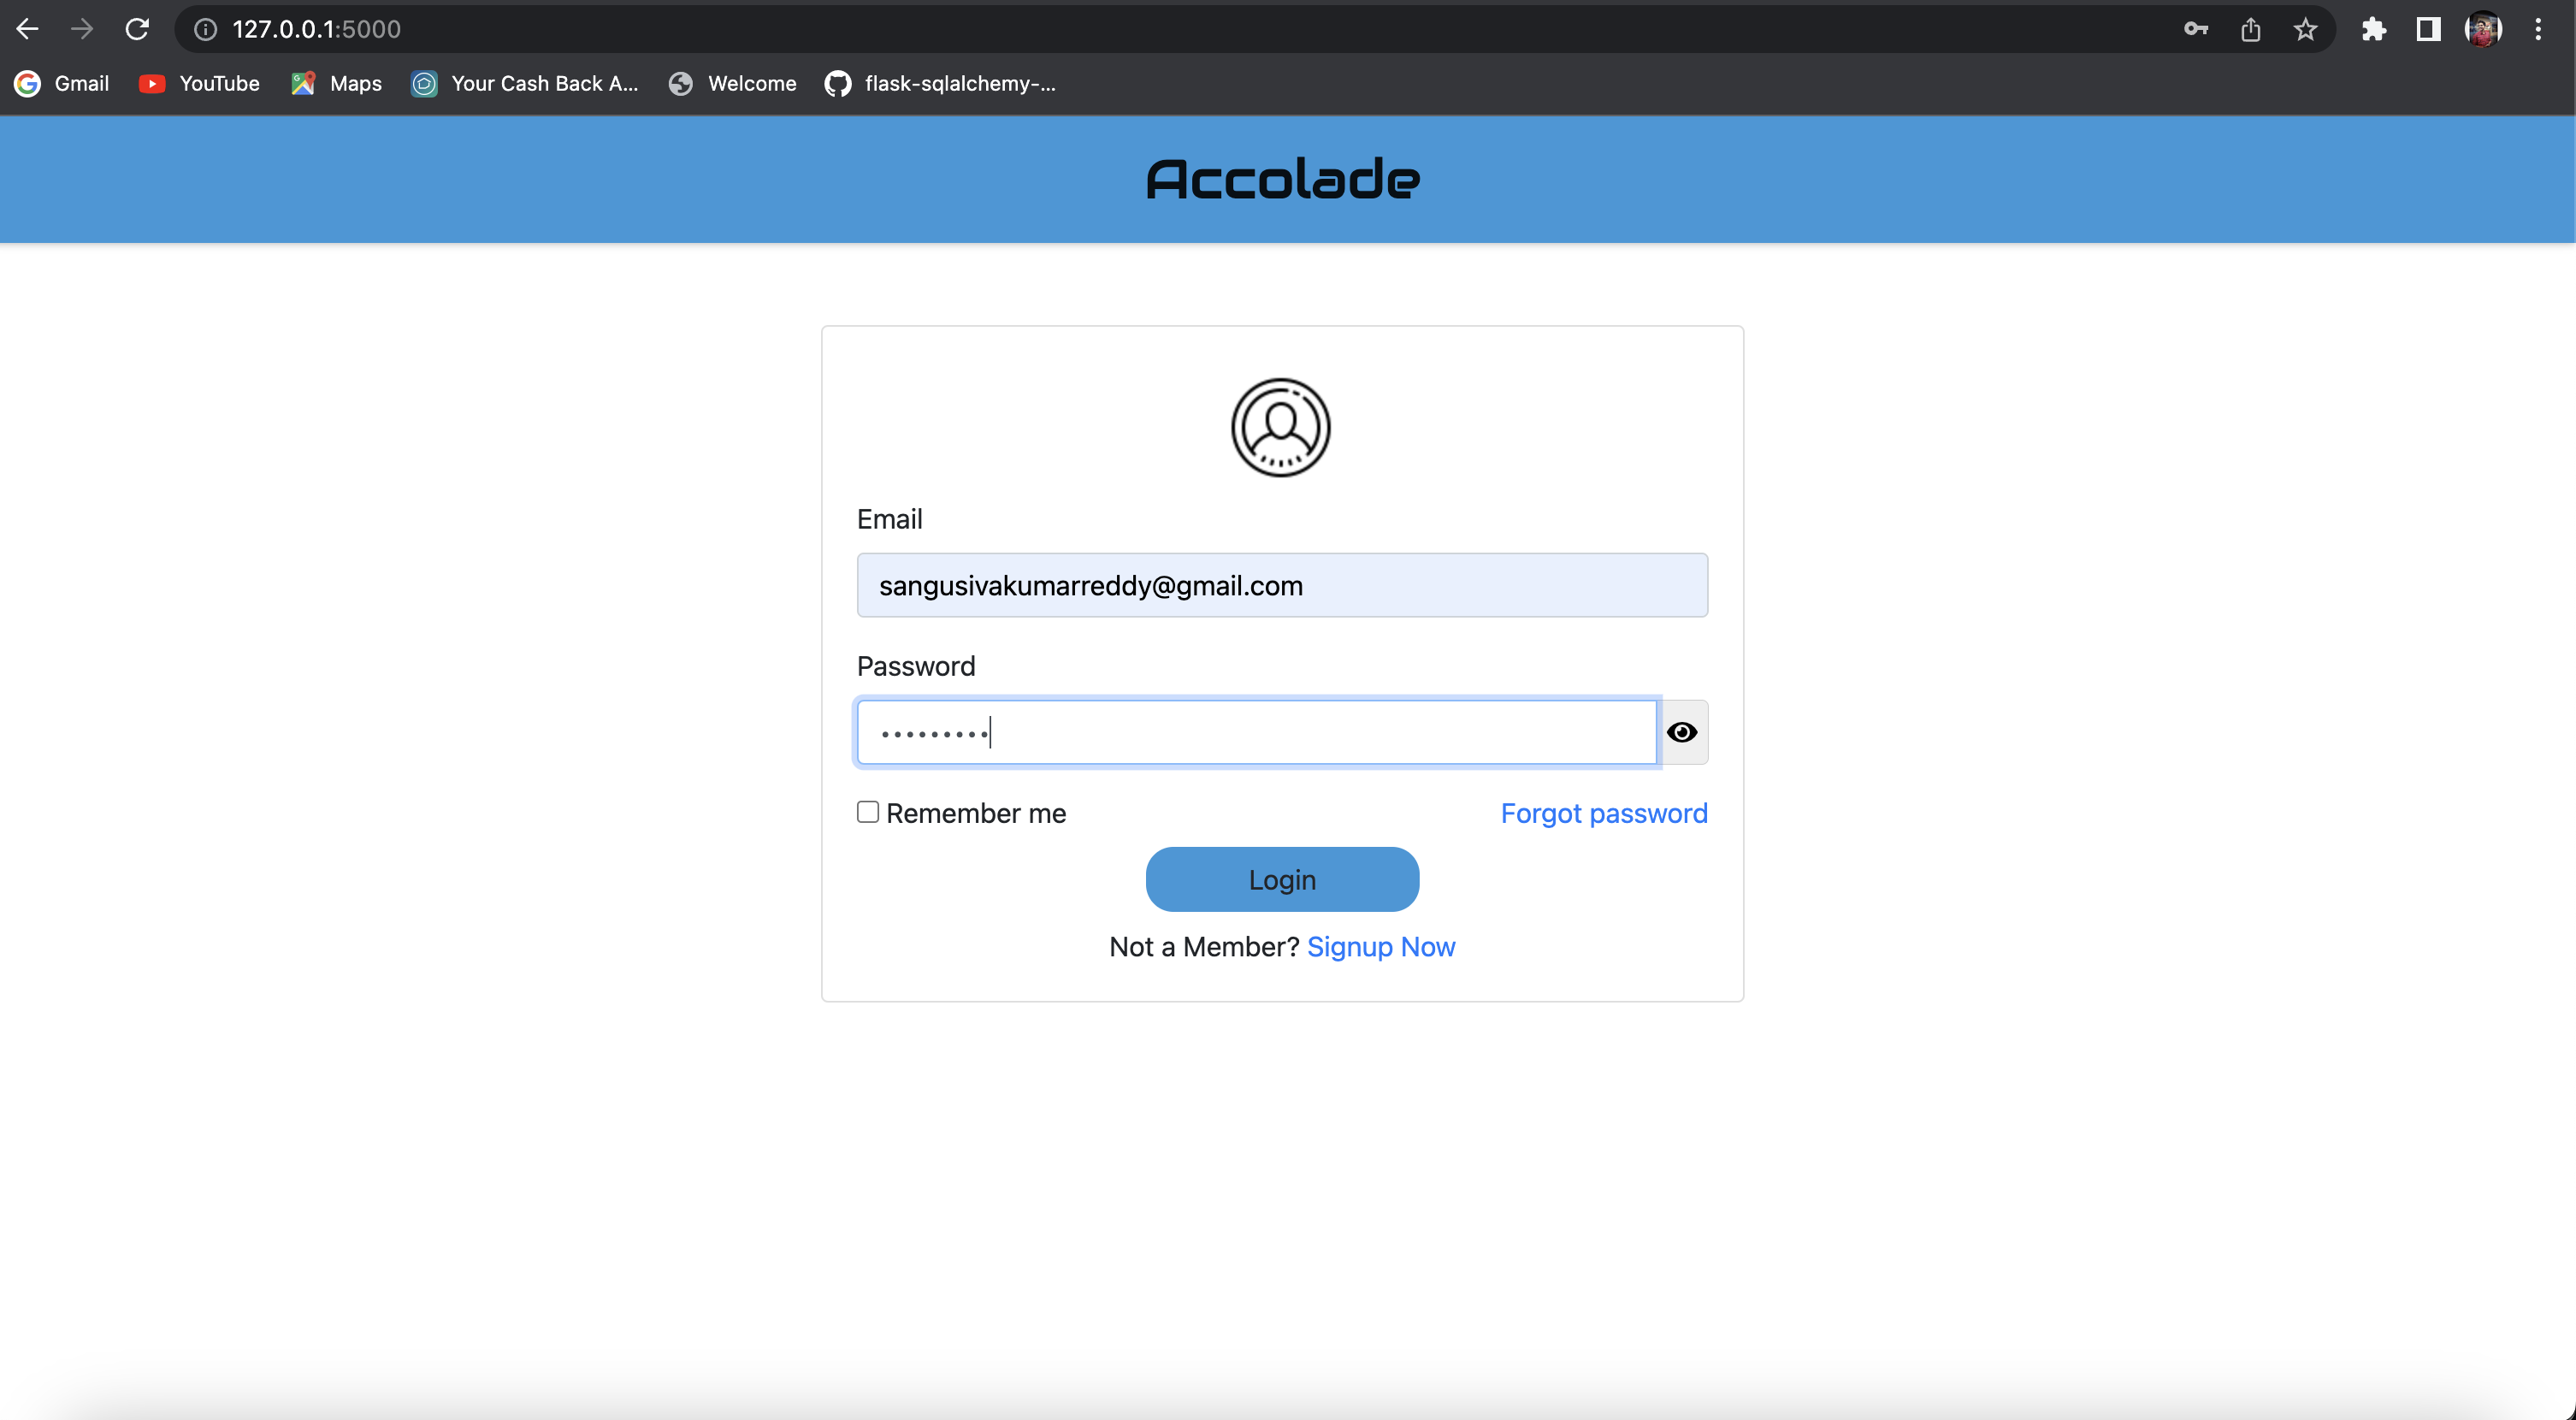 127.0.0.1:5000
Gmail YouTube Maps Your Cash Back A... Welcome flask-sqlalchemy-...
Accolade
Email
sangusivakumarreddy@gmail.com
Password
•••••••••
Remember me Forgot password
Login
Not a Member? Signup Now